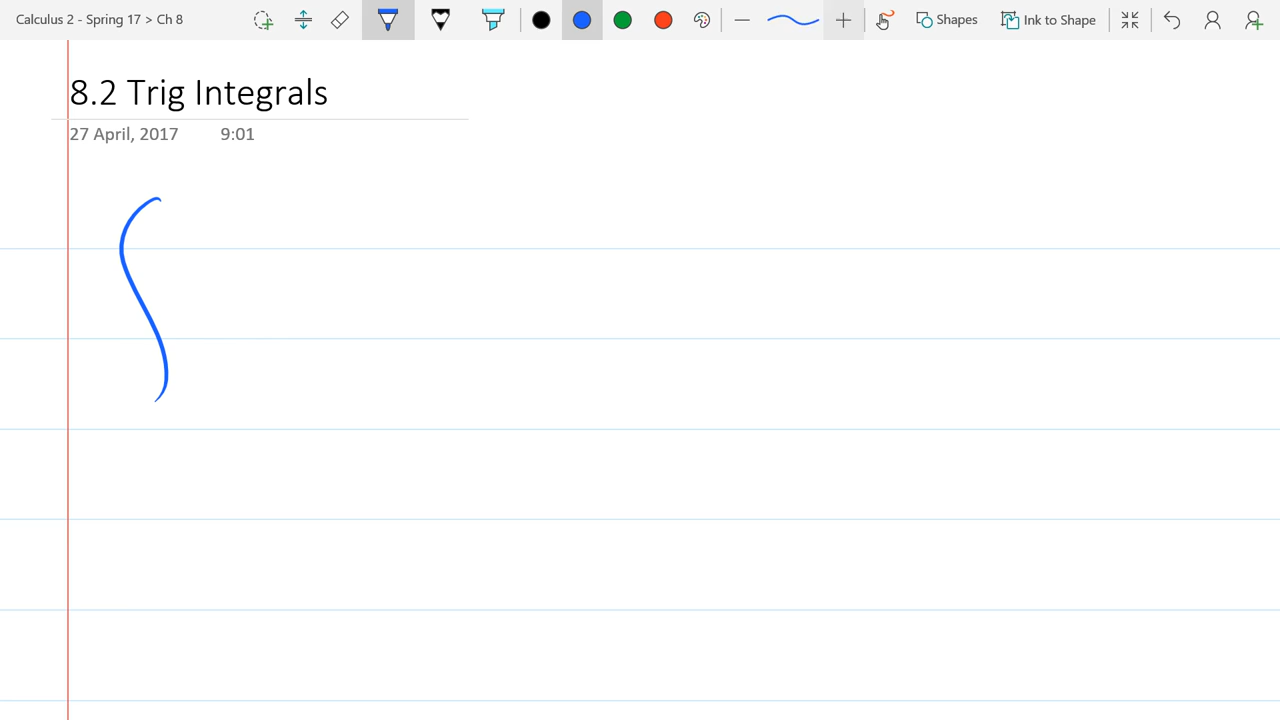 Calculus 2 - Spring 17 > Ch 8
Shapes
Ink to Shape
8.2 Trig Integrals
27 April, 2017 9:01
∫